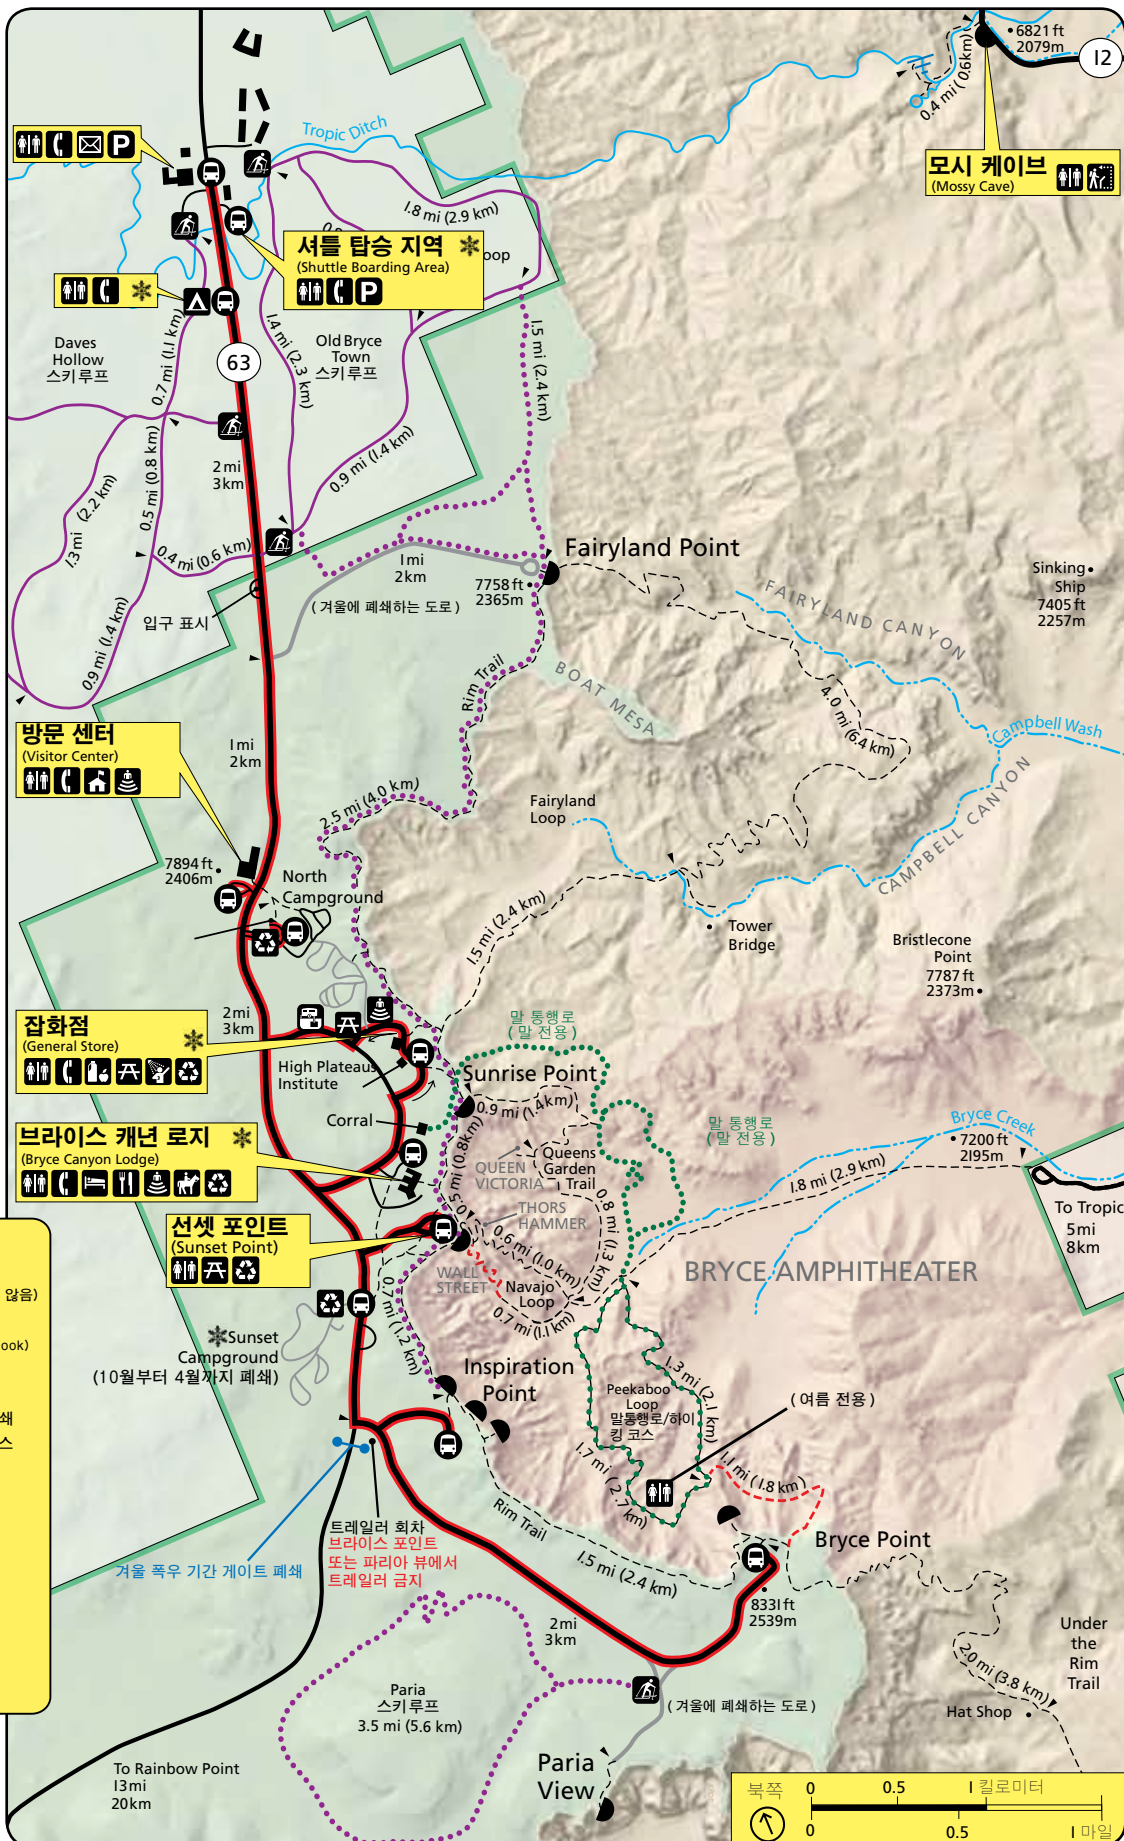 6821 ft
2079m
12
0.4 mi (0.6km)
Tropic Ditch
P
모시 케이브
(Mossy Cave)
1.8 mi (2.9 km)
셔틀 탑승 지역
(Shuttle Boarding Area)
P
oop
63
Daves
Hollow
스키루프
Old Bryce
Town
스키루프
0.7 mi (1.1 km)
1.4 mi (2.3 km)
1.5 mi (2.4 km)
2 mi
3 km
0.9 mi (1.4 km)
0.5 mi (0.8 km)
1.3 mi (2.2 km)
0.4 mi (0.6 km)
0.9 mi (1.4 km)
Fairyland Point
1 mi
2 km
7758 ft
2365m
(겨울에 폐쇄하는 도로)
Sinking
Ship
7405 ft
2257m
입구 표시
FAIRYLAND CANYON
BOAT MESA
Rim Trail
4.0 mi (6.4 km)
Campbell Wash
방문 센터
(Visitor Center)
1 mi
2 km
2.5 mi (4.0 km)
Fairyland
Loop
CAMPBELL CANYON
7894 ft
2406m
North
Campground
1.5 mi (2.4 km)
Tower
Bridge
Bristlecone
Point
7787 ft
2373m
2 mi
3 km
잡화점
(General Store)
말 통행로
(말 전용)
High Plateaus
Institute
Sunrise Point
Corral
0.9 mi (.4km)
말 통행로
(말 전용)
Bryce Creek
7200 ft
2195m
브라이스 캐년 로지
(Bryce Canyon Lodge)
0.5 mi (0.8km)
QUEEN
VICTORIA
Queens
Garden
Trail
1.8 mi (2.9 km)
THORS
HAMMER
0.8 mi (1.3 km)
To Tropic
5 mi
8 km
선셋 포인트
(Sunset Point)
0.6 mi (1.0 km)
WALL
STREET
Navajo
Loop
0.7 mi (1.1 km)
BRYCE AMPHITHEATER
0.7 mi (1.2 km)
않음)
Sunset
Campground
(10월부터 4월까지 폐쇄)
ook)
Inspiration
Point
1.3 mi (2.1 km)
Peekaboo
Loop
말통행로/하이
킹 코스
(여름 전용)
쇄
스
1.7 mi (2.7 km)
1.1 mi (1.8 km)
Rim Trail
트레일러 회차
브라이스 포인트
또는 파리아 뷰에서
트레일러 금지
Bryce Point
겨울 폭우 기간 게이트 폐쇄
1.5 mi (2.4 km)
8331 ft
2539m
2 mi
3 km
Under
the
Rim
Trail
2.0 mi (3.8 km)
Paria
스키루프
3.5 mi (5.6 km)
(겨울에 폐쇄하는 도로)
Hat Shop
To Rainbow Point
13 mi
20 km
Paria
View
북쪽
0 0.5 1 킬로미터
0 0.5 1 마일